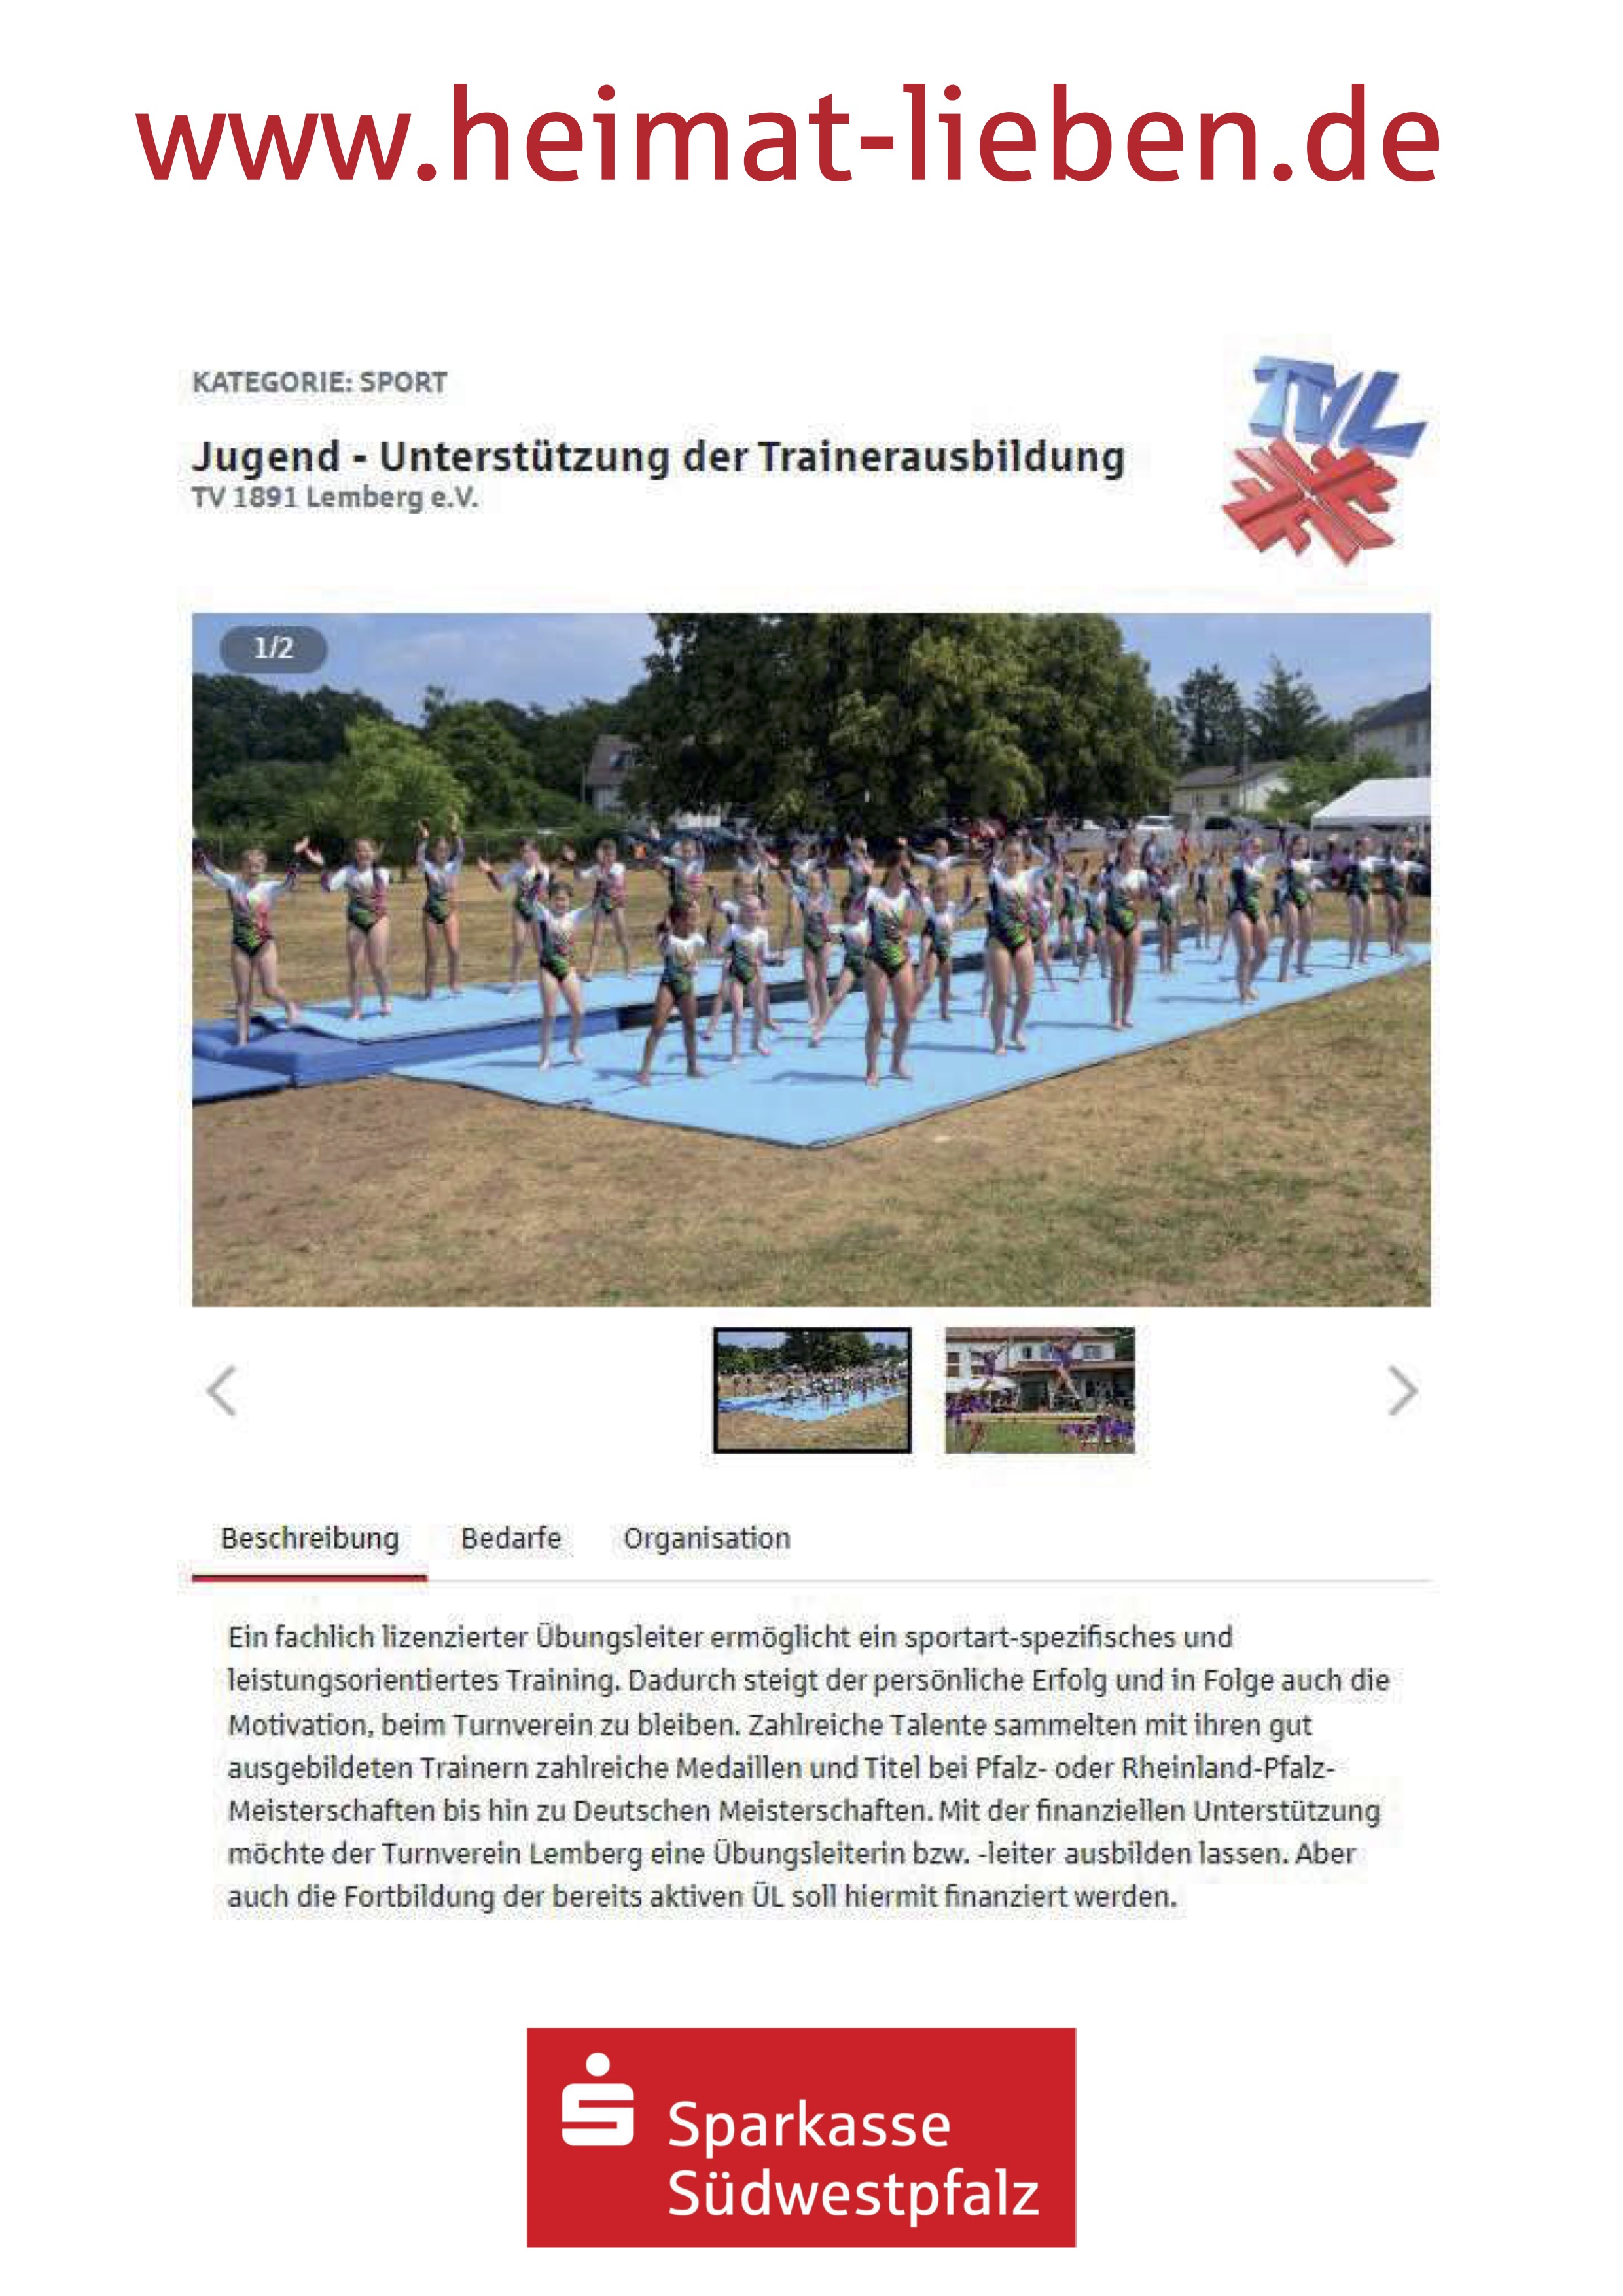 www.heimat-lieben.de
KATEGORIE: SPORT
Jugend - Unterstützung der Trainerausbildung
TV 1891 Lemberg e.V.
TVL
1/2
Beschreibung Bedarfe Organisation
Ein fachlich lizenzierter Übungsleiter ermöglicht ein sportart-spezifisches und
leistungsorientiertes Training. Dadurch steigt der persönliche Erfolg und in Folge auch die
Motivation, beim Turnverein zu bleiben. Zahlreiche Talente sammelten mit ihren gut
ausgebildeten Trainern zahlreiche Medaillen und Titel bei Pfalz- oder Rheinland-Pfalz-
Meisterschaften bis hin zu Deutschen Meisterschaften. Mit der finanziellen Unterstützung
möchte der Turnverein Lemberg eine Übungsleiterin bzw. -leiter ausbilden lassen. Aber
auch die Fortbildung der bereits aktiven ÜL soll hiermit finanziert werden.
Sparkasse
Südwestpfalz